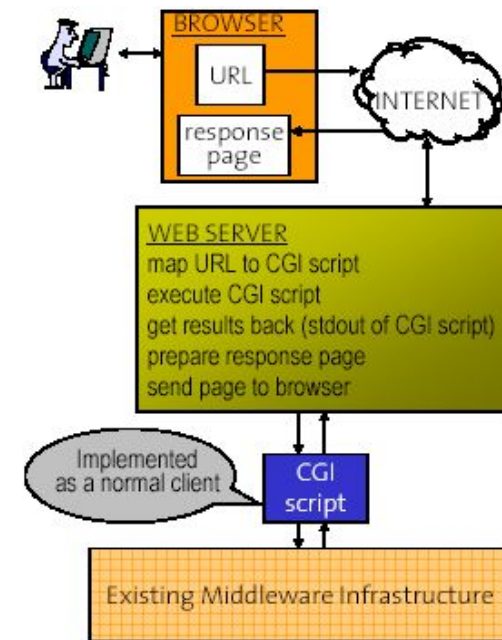 BROWSER
URL
INTERNET
response
page
WEB SERVER
map URL to CGI script
execute CGI script
get results back (stdout of CGI script)
prepare response page
send page to browser
Implemented
as a normal client
CGI
script
Existing Middleware Infrastructure